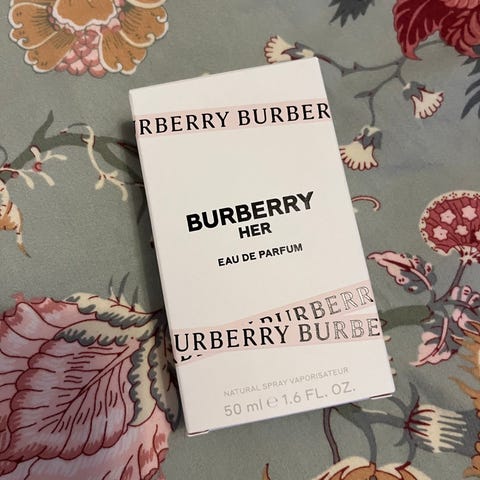 RBERRY BURBER
BURBERRY
HER
EAU DE PARFUM
BURBERR
URBERRY BURBE
NATURAL SPRAY VAPORISATEUR
50 ml ℮ 1.6 FL. OZ.